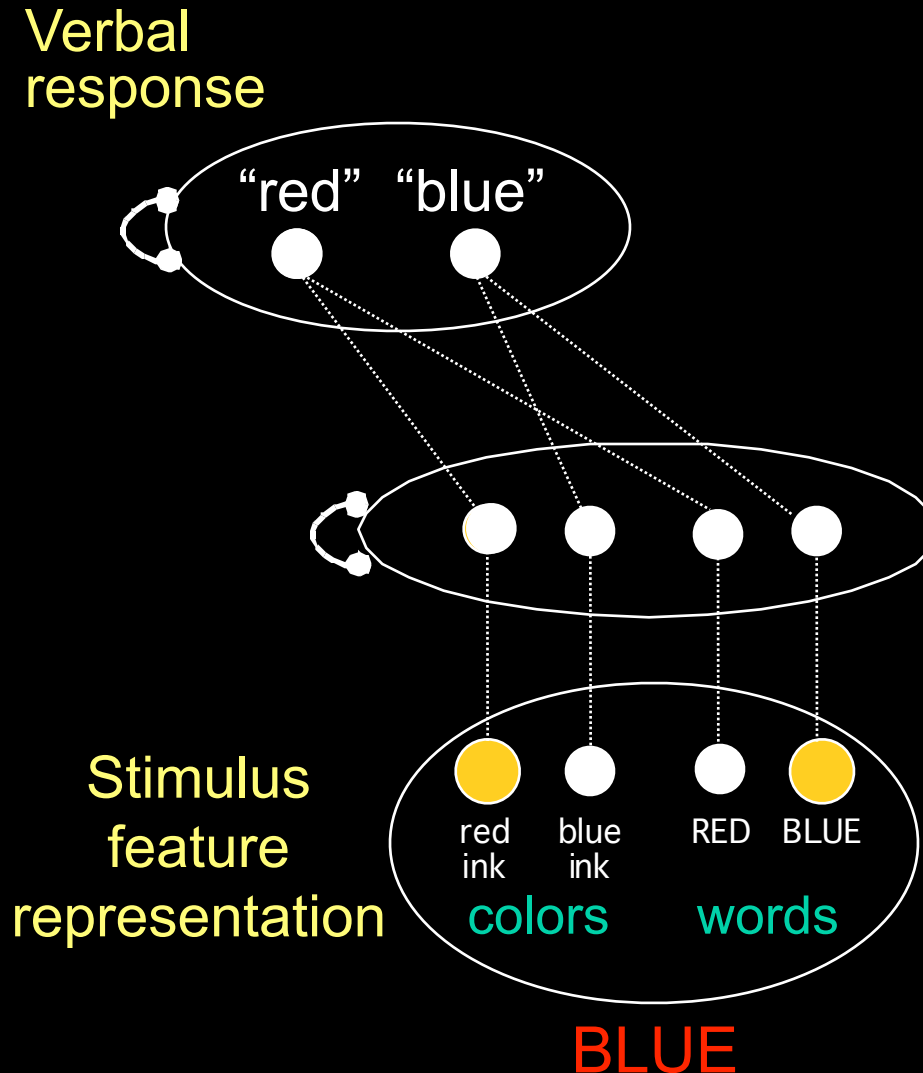 Verbal
response
“red” “blue”
Stimulus
feature
representation
red
ink
blue
ink
RED
BLUE
colors
words
BLUE